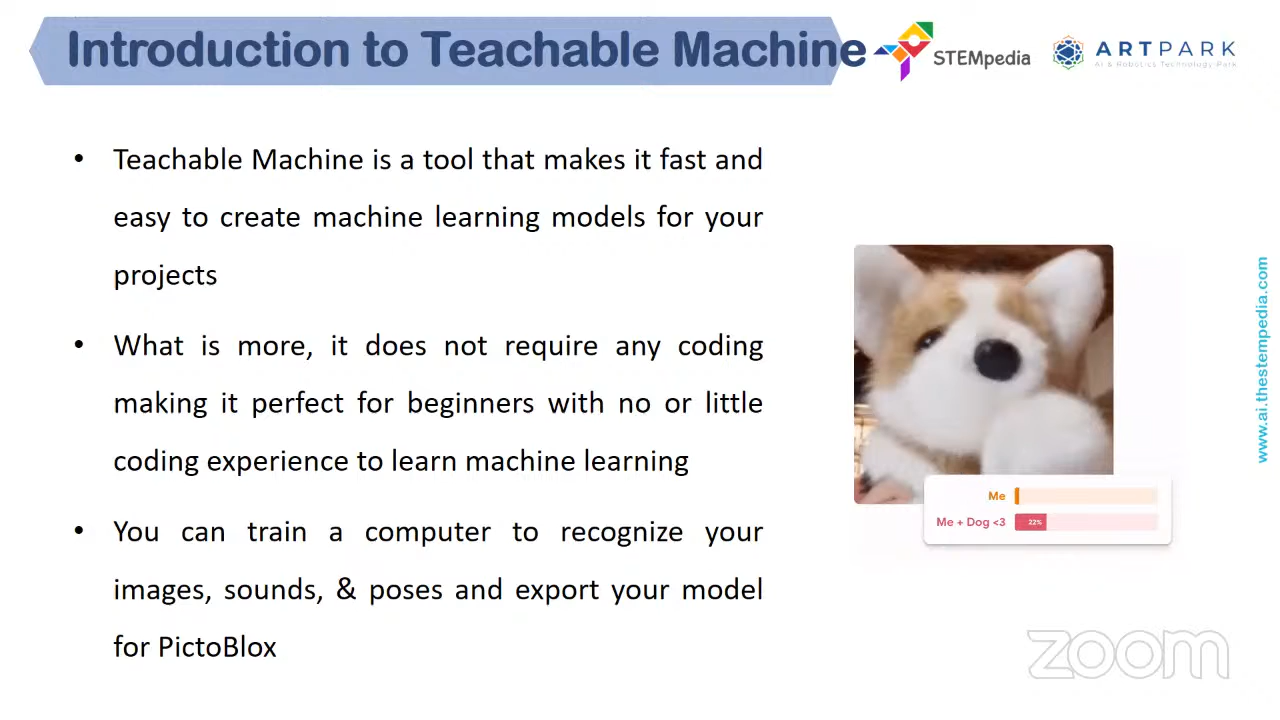 Introduction to Teachable Machine
STEMpedia
ARTPARK
AI & Robotics Technology Park
• Teachable Machine is a tool that makes it fast and
easy to create machine learning models for your
projects
• What is more, it does not require any coding
making it perfect for beginners with no or little
coding experience to learn machine learning
• You can train a computer to recognize your
images, sounds, & poses and export your model
for PictoBlox
Me
Me + Dog <3 22%
www.ai.thestempedia.com
zoom